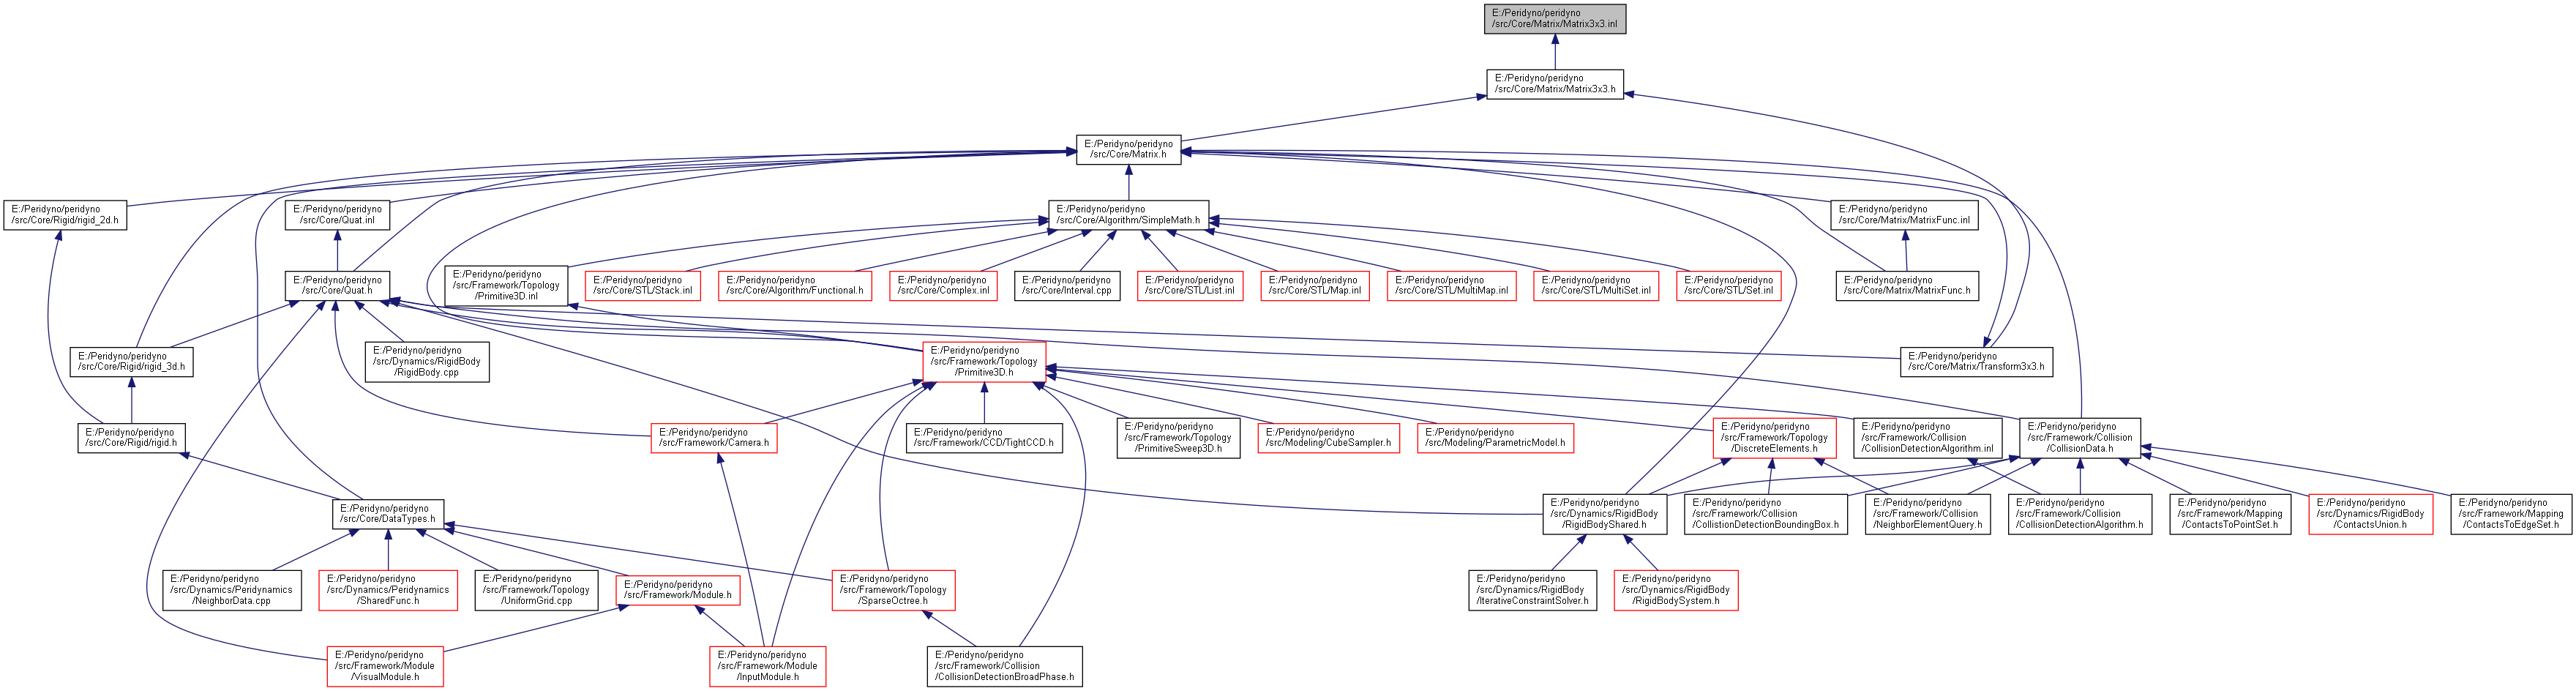 E:/Peridyno/peridyno
/src/Core/Matrix/Matrix3x3.inl
E:/Peridyno/peridyno
/src/Core/Matrix/Matrix3x3.h
E:/Peridyno/peridyno
/src/Core/Matrix.h
E:/Peridyno/peridyno
/src/Core/Rigid/rigid_2d.h
E:/Peridyno/peridyno
/src/Core/Quat.inl
E:/Peridyno/peridyno
/src/Core/Algorithm/SimpleMath.h
E:/Peridyno/peridyno
/src/Core/Matrix/MatrixFunc.inl
E:/Peridyno/peridyno
/src/Core/Quat.h
E:/Peridyno/peridyno
/src/Framework/Topology
/Primitive3D.inl
E:/Peridyno/peridyno
/src/Core/STL/Stack.inl
E:/Peridyno/peridyno
/src/Core/Algorithm/Functional.h
E:/Peridyno/peridyno
/src/Core/Complex.inl
E:/Peridyno/peridyno
/src/Core/Interval.cpp
E:/Peridyno/peridyno
/src/Core/STL/List.inl
E:/Peridyno/peridyno
/src/Core/STL/Map.inl
E:/Peridyno/peridyno
/src/Core/STL/MultiMap.inl
E:/Peridyno/peridyno
/src/Core/STL/MultiSet.inl
E:/Peridyno/peridyno
/src/Core/STL/Set.inl
E:/Peridyno/peridyno
/src/Core/Matrix/MatrixFunc.h
E:/Peridyno/peridyno
/src/Core/Rigid/rigid_3d.h
E:/Peridyno/peridyno
/src/Dynamics/RigidBody
/RigidBody.cpp
E:/Peridyno/peridyno
/src/Framework/Topology
/Primitive3D.h
E:/Peridyno/peridyno
/src/Core/Matrix/Transform3x3.h
E:/Peridyno/peridyno
/src/Core/Rigid/rigid.h
E:/Peridyno/peridyno
/src/Framework/Camera.h
E:/Peridyno/peridyno
/src/Framework/CCD/TightCCD.h
E:/Peridyno/peridyno
/src/Framework/Topology
/PrimitiveSweep3D.h
E:/Peridyno/peridyno
/src/Modeling/CubeSampler.h
E:/Peridyno/peridyno
/src/Modeling/ParametricModel.h
E:/Peridyno/peridyno
/src/Framework/Topology
/DiscreteElements.h
E:/Peridyno/peridyno
/src/Framework/Collision
/CollisionDetectionAlgorithm.inl
E:/Peridyno/peridyno
/src/Framework/Collision
/CollisionData.h
E:/Peridyno/peridyno
/src/Core/DataTypes.h
E:/Peridyno/peridyno
/src/Dynamics/RigidBody
/RigidBodyShared.h
E:/Peridyno/peridyno
/src/Framework/Collision
/CollistionDetectionBoundingBox.h
E:/Peridyno/peridyno
/src/Framework/Collision
/NeighborElementQuery.h
E:/Peridyno/peridyno
/src/Framework/Collision
/CollisionDetectionAlgorithm.h
E:/Peridyno/peridyno
/src/Framework/Mapping
/ContactsToPointSet.h
E:/Peridyno/peridyno
/src/Dynamics/RigidBody
/ContactsUnion.h
E:/Peridyno/peridyno
/src/Framework/Mapping
/ContactsToEdgeSet.h
E:/Peridyno/peridyno
/src/Dynamics/Peridynamics
/NeighborData.cpp
E:/Peridyno/peridyno
/src/Dynamics/Peridynamics
/SharedFunc.h
E:/Peridyno/peridyno
/src/Framework/Topology
/UniformGrid.cpp
E:/Peridyno/peridyno
/src/Framework/Module.h
E:/Peridyno/peridyno
/src/Framework/Topology
/SparseOctree.h
E:/Peridyno/peridyno
/src/Dynamics/RigidBody
/IterativeConstraintSolver.h
E:/Peridyno/peridyno
/src/Dynamics/RigidBody
/RigidBodySystem.h
E:/Peridyno/peridyno
/src/Framework/Module
/VisualModule.h
E:/Peridyno/peridyno
/src/Framework/Module
/InputModule.h
E:/Peridyno/peridyno
/src/Framework/Collision
/CollisionDetectionBroadPhase.h